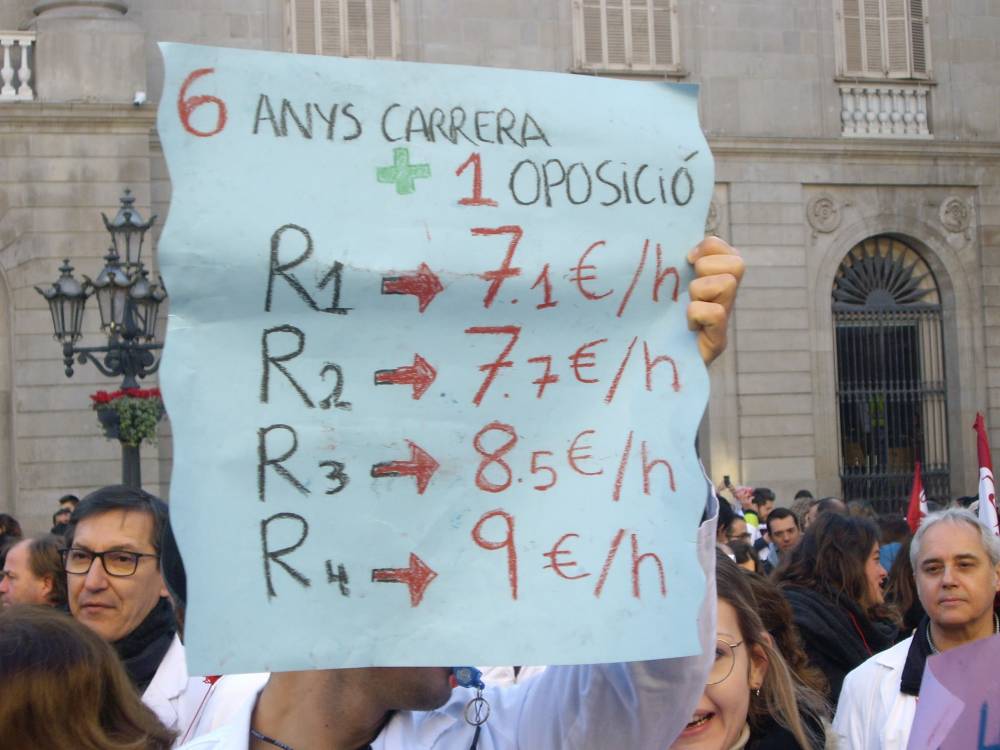 6 ANYS CARRERA
+ 1 OPOSICIÓ
R1 → 7.1€/h
R2 → 7.7€/h
R3 → 8.5€/h
R4 → 9€/h